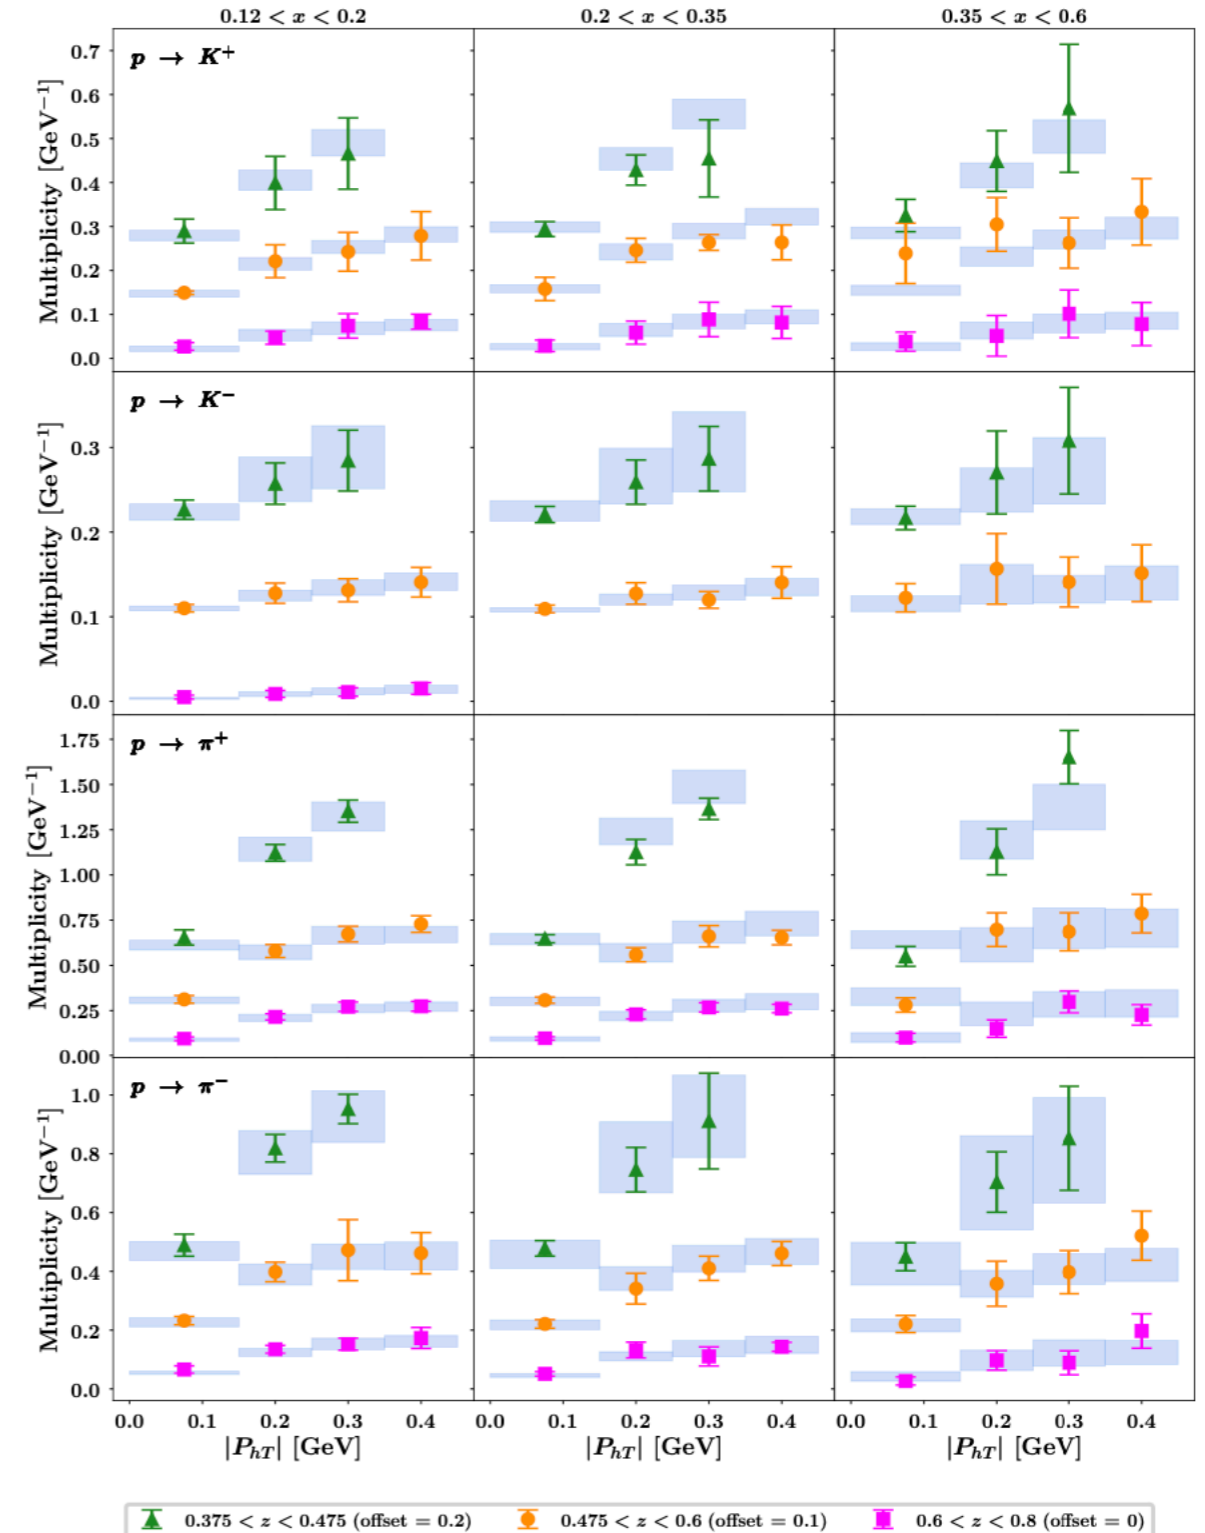 0.12 < x < 0.2 0.2 < x < 0.35 0.35 < x < 0.6
p → K⁺
Multiplicity [GeV⁻¹]
0.7
0.6
0.5
0.4
0.3
0.2
0.1
0.0
p → K⁻
Multiplicity [GeV⁻¹]
0.3
0.2
0.1
0.0
p → π⁺
Multiplicity [GeV⁻¹]
1.75
1.50
1.25
1.00
0.75
0.50
0.25
0.00
p → π⁻
Multiplicity [GeV⁻¹]
1.0
0.8
0.6
0.4
0.2
0.0
0.0 0.1 0.2 0.3 0.4 0.0 0.1 0.2 0.3 0.4 0.0 0.1 0.2 0.3 0.4
|P_hT| [GeV] |P_hT| [GeV] |P_hT| [GeV]
0.375 < z < 0.475 (offset = 0.2) 0.475 < z < 0.6 (offset = 0.1) 0.6 < z < 0.8 (offset = 0)